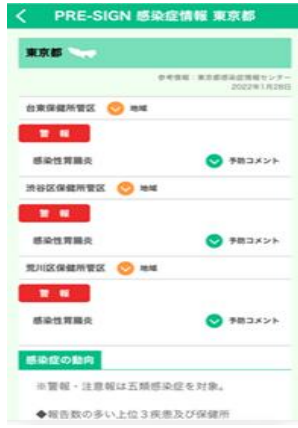 PRE-SIGN 感染症情報 東京都
東京都
参考情報：東京都感染症情報センター
2022年1月28日
台東保健所管区 地域
警 報
感染性胃腸炎 予防コメント
渋谷区保健所管区 地域
警 報
感染性胃腸炎 予防コメント
荒川区保健所管区 地域
警 報
感染性胃腸炎 予防コメント
感染症の動向
※警報・注意報は五類感染症を対象。
◆報告数の多い上位３疾患及び保健所